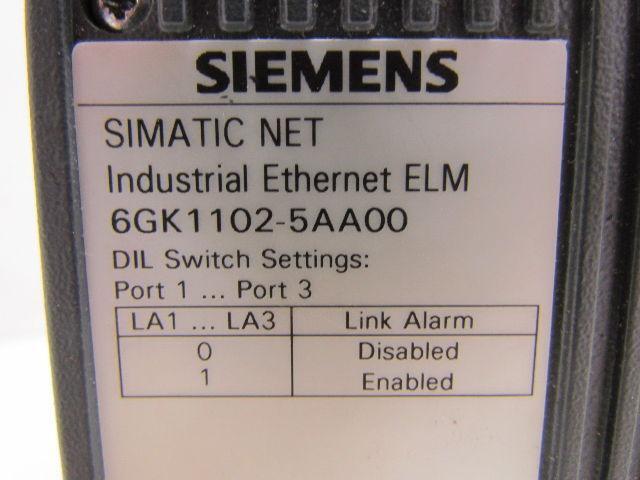 SIEMENS
SIMATIC NET
Industrial Ethernet ELM
6GK1102-5AA00
DIL Switch Settings:
Port 1 ... Port 3
LA1 ... LA3 Link Alarm
0 Disabled
1 Enabled